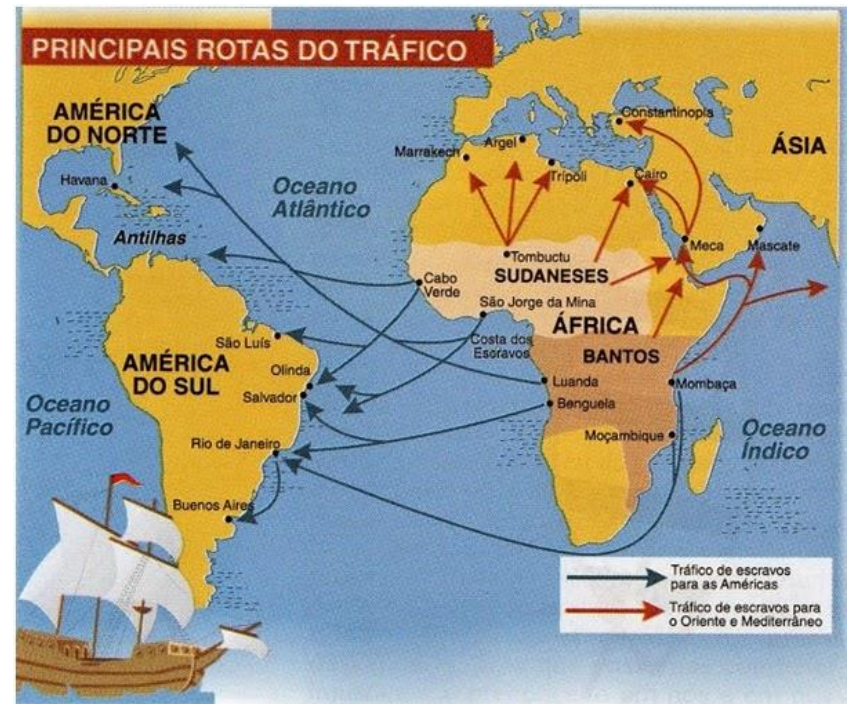 PRINCIPAIS ROTAS DO TRÁFICO
AMÉRICA
DO NORTE
Havana
Antilhas
Oceano
Atlântico
Marrakech
Argel
Trípoli
Constantinopla
Cairo
ÁSIA
Meca
Mascate
Tombuctu
SUDANESES
Cabo
Verde
São Jorge da Mina
ÁFRICA
Costa dos
Escravos
BANTOS
São Luís
Olinda
AMÉRICA
DO SUL
Salvador
Luanda
Benguela
Mombaça
Oceano
Pacífico
Rio de Janeiro
Moçambique
Oceano
Índico
Buenos Aires
Tráfico de escravos
para as Américas
Tráfico de escravos para
o Oriente e Mediterrâneo